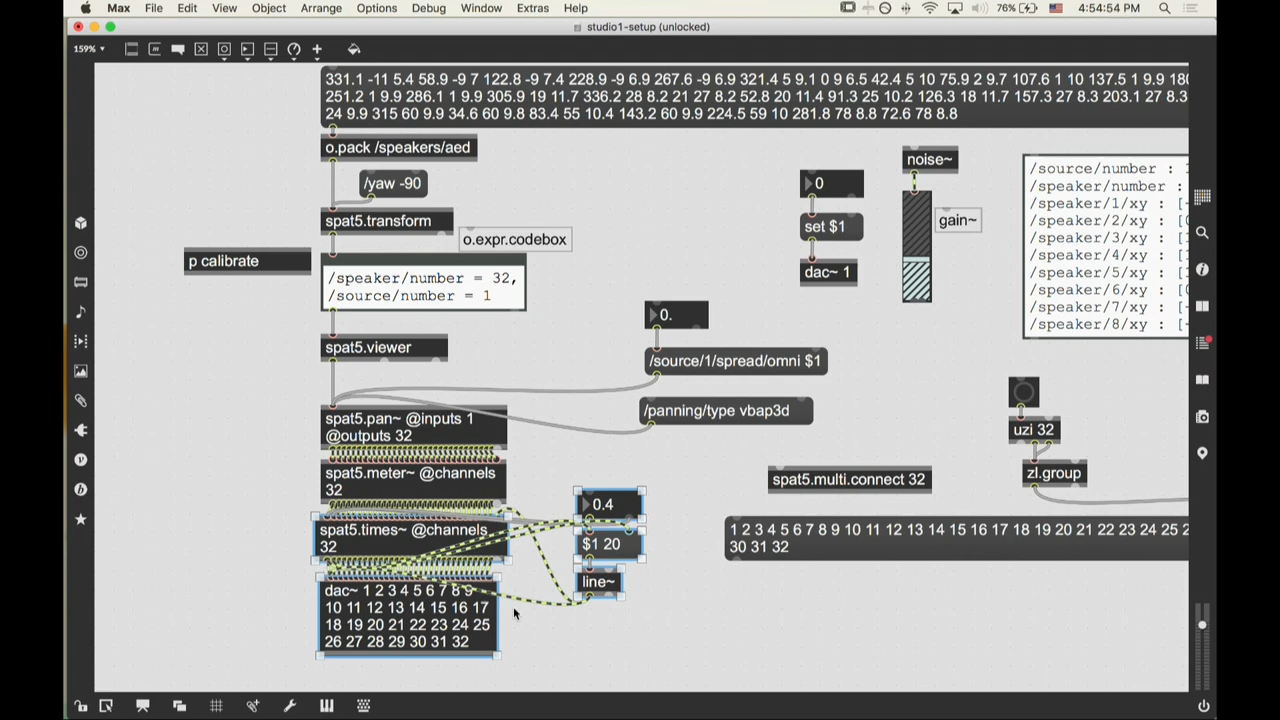 Max File Edit View Object Arrange Options Debug Window Extras Help 76% 4:54:54 PM
studio1-setup (unlocked)
159%
331.1 -11 5.4 58.9 -9 7 122.8 -9 7.4 228.9 -9 6.9 267.6 -9 6.9 321.4 5 9.1 0 9 6.5 42.4 5 10 75.9 2 9.7 107.6 1 10 137.5 1 9.9 180
251.2 1 9.9 286.1 1 9.9 305.9 19 11.7 336.2 28 8.2 21 27 8.2 52.8 20 11.4 91.3 25 10.2 126.3 18 11.7 157.3 27 8.3 203.1 27 8.3
24 9.9 315 60 9.9 34.6 60 9.8 83.4 55 10.4 143.2 60 9.9 224.5 59 10 281.8 78 8.8 72.6 78 8.8
o.pack /speakers/aed
/yaw -90
spat5.transform
o.expr.codebox
p calibrate
/speaker/number = 32,
/source/number = 1
spat5.viewer
0.
/source/1/spread/omni $1
/panning/type vbap3d
spat5.pan~ @inputs 1
@outputs 32
spat5.meter~ @channels
32
spat5.times~ @channels
32
dac~ 1 2 3 4 5 6 7 8 9
10 11 12 13 14 15 16 17
18 19 20 21 22 23 24 25
26 27 28 29 30 31 32
0.4
$1 20
line~
0
set $1
dac~ 1
noise~
gain~
/source/number :
/speaker/number :
/speaker/1/xy : [
/speaker/2/xy : [
/speaker/3/xy : [
/speaker/4/xy : [
/speaker/5/xy : [
/speaker/6/xy : [
/speaker/7/xy : [
/speaker/8/xy : [
uzi 32
zl.group
spat5.multi.connect 32
1 2 3 4 5 6 7 8 9 10 11 12 13 14 15 16 17 18 19 20 21 22 23 24 25 2
30 31 32